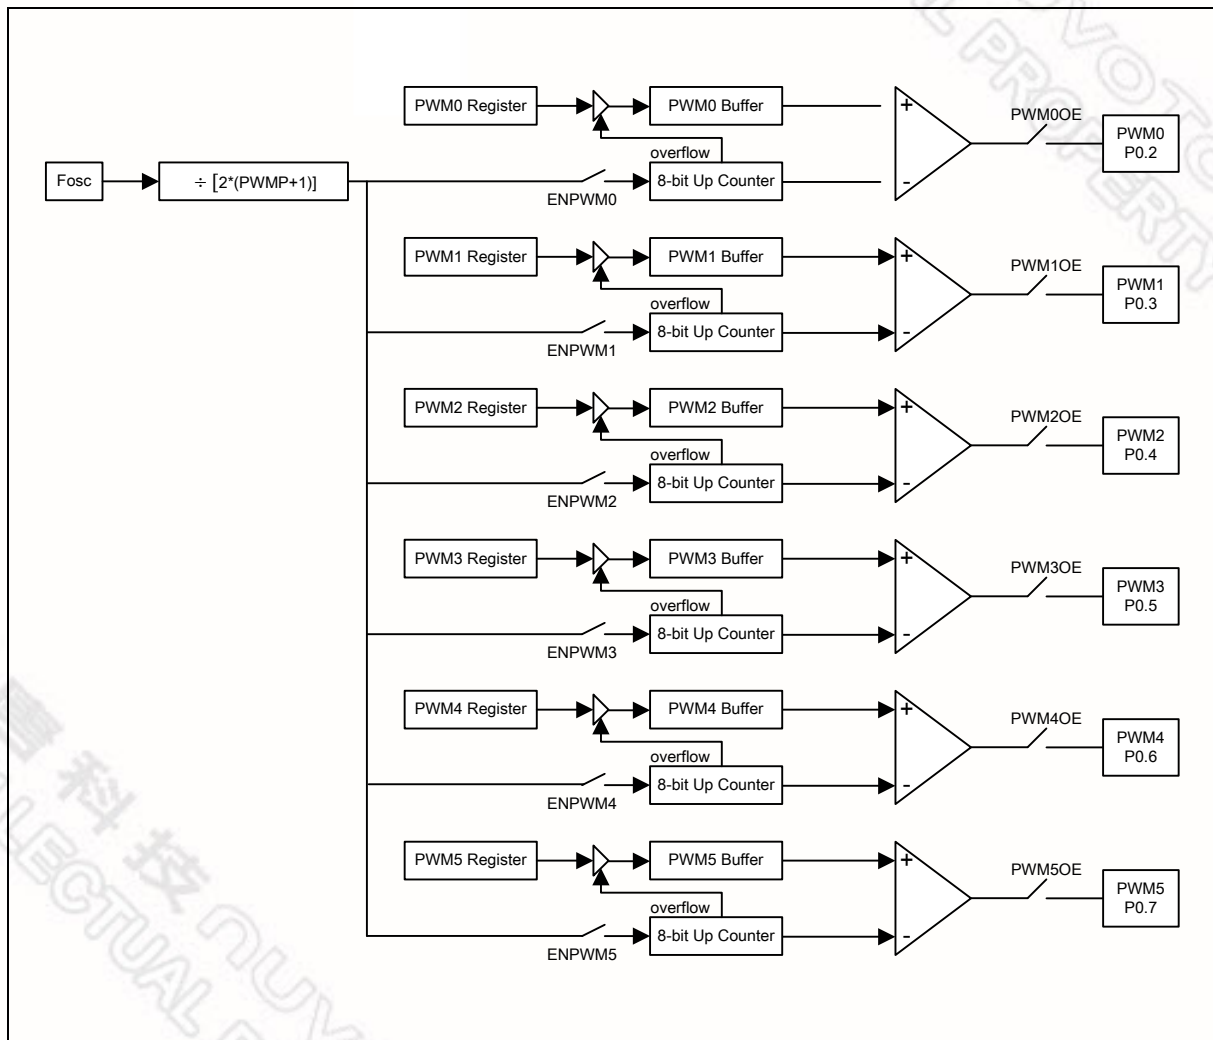 PWM0 Register
PWM0 Buffer
+
PWM0OE
PWM0
P0.2
overflow
Fosc
÷ [2*(PWMP+1)]
8-bit Up Counter
-
ENPWM0
PWM1 Register
PWM1 Buffer
+
PWM1OE
PWM1
P0.3
overflow
8-bit Up Counter
-
ENPWM1
PWM2 Register
PWM2 Buffer
+
PWM2OE
PWM2
P0.4
overflow
8-bit Up Counter
-
ENPWM2
PWM3 Register
PWM3 Buffer
+
PWM3OE
PWM3
P0.5
overflow
8-bit Up Counter
-
ENPWM3
PWM4 Register
PWM4 Buffer
+
PWM4OE
PWM4
P0.6
overflow
8-bit Up Counter
-
ENPWM4
PWM5 Register
PWM5 Buffer
+
PWM5OE
PWM5
P0.7
overflow
8-bit Up Counter
-
ENPWM5
PROPERTY
科技